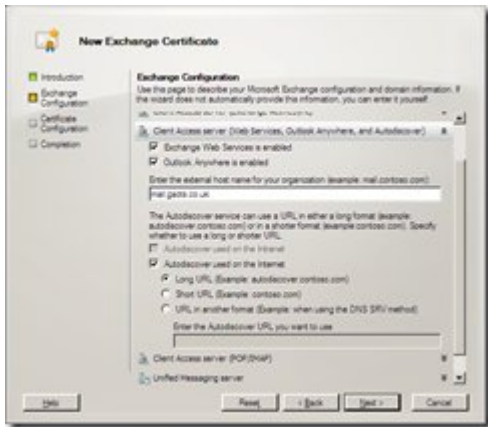 New Exchange Certificate
Introduction
Exchange
Configuration
Certificate
Configuration
Completion
Exchange Configuration
Use this page to describe your Microsoft Exchange configuration and domain information. If
the wizard does not automatically provide this information, you can enter it yourself.
Client Access server (Web Services, Outlook Anywhere, and Autodiscover)
Exchange Web Services is enabled
Outlook Anywhere is enabled
Enter the external host name for your organization (example: mail.contoso.com):
The Autodiscover service can use a URL in either a long format (example:
autodiscover.contoso.com) or in a shorter format (example: contoso.com). Specify
whether to use a long or shorter URL.
Autodiscover used on the Intranet
Autodiscover used on the Internet
Long URL (Example: autodiscover.contoso.com)
Short URL (Example: contoso.com)
URL in another format (Example: when using the DNS SRV method)
Enter the Autodiscover URL you want to use
Client Access server (POP/IMAP)
Unified Messaging server
Help
Reset
< Back
Next >
Cancel